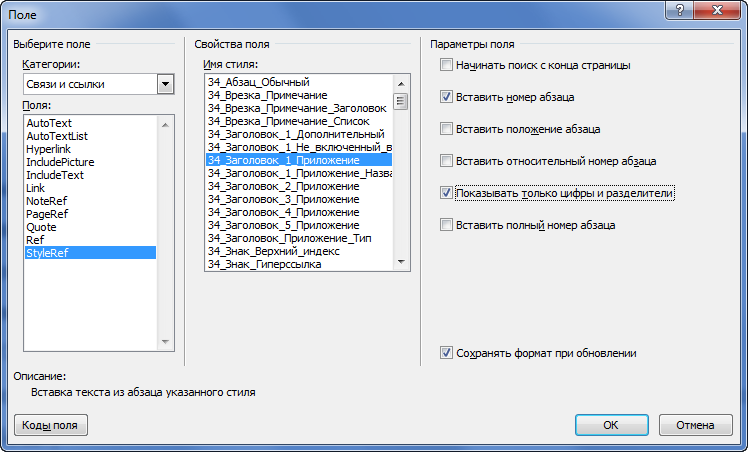 Поле
Выберите поле
Категории:
Связи и ссылки
Поля:
AutoText
AutoTextList
Hyperlink
IndudePicture
IndudeText
Link
NoteRef
PageRef
Quote
Ref
StyleRef
Свойства поля
Имя стиля:
34_Абзац_Обычный
34_Врезка_Примечание
34_Врезка_Примечание_Заголовок
34_Врезка_Примечание_Список
34_Заголовок_1_Дополнительный
34_Заголовок_1_Не_включенный_в
34_Заголовок_1_Приложение
34_Заголовок_1_Приложение_Назва
34_Заголовок_2_Приложение
34_Заголовок_3_Приложение
34_Заголовок_4_Приложение
34_Заголовок_5_Приложение
34_Заголовок_Приложение_Тип
34_Знак_Верхний_индекс
34_Знак_Гиперссылка
Параметры поля
Начинать поиск с конца страницы
Вставить номер абзаца
Вставить положение абзаца
Вставить относительный номер абзаца
Показывать только цифры и разделители
Вставить полный номер абзаца
Сохранять формат при обновлении
Описание:
Вставка текста из абзаца указанного стиля
Коды поля
ОК
Отмена